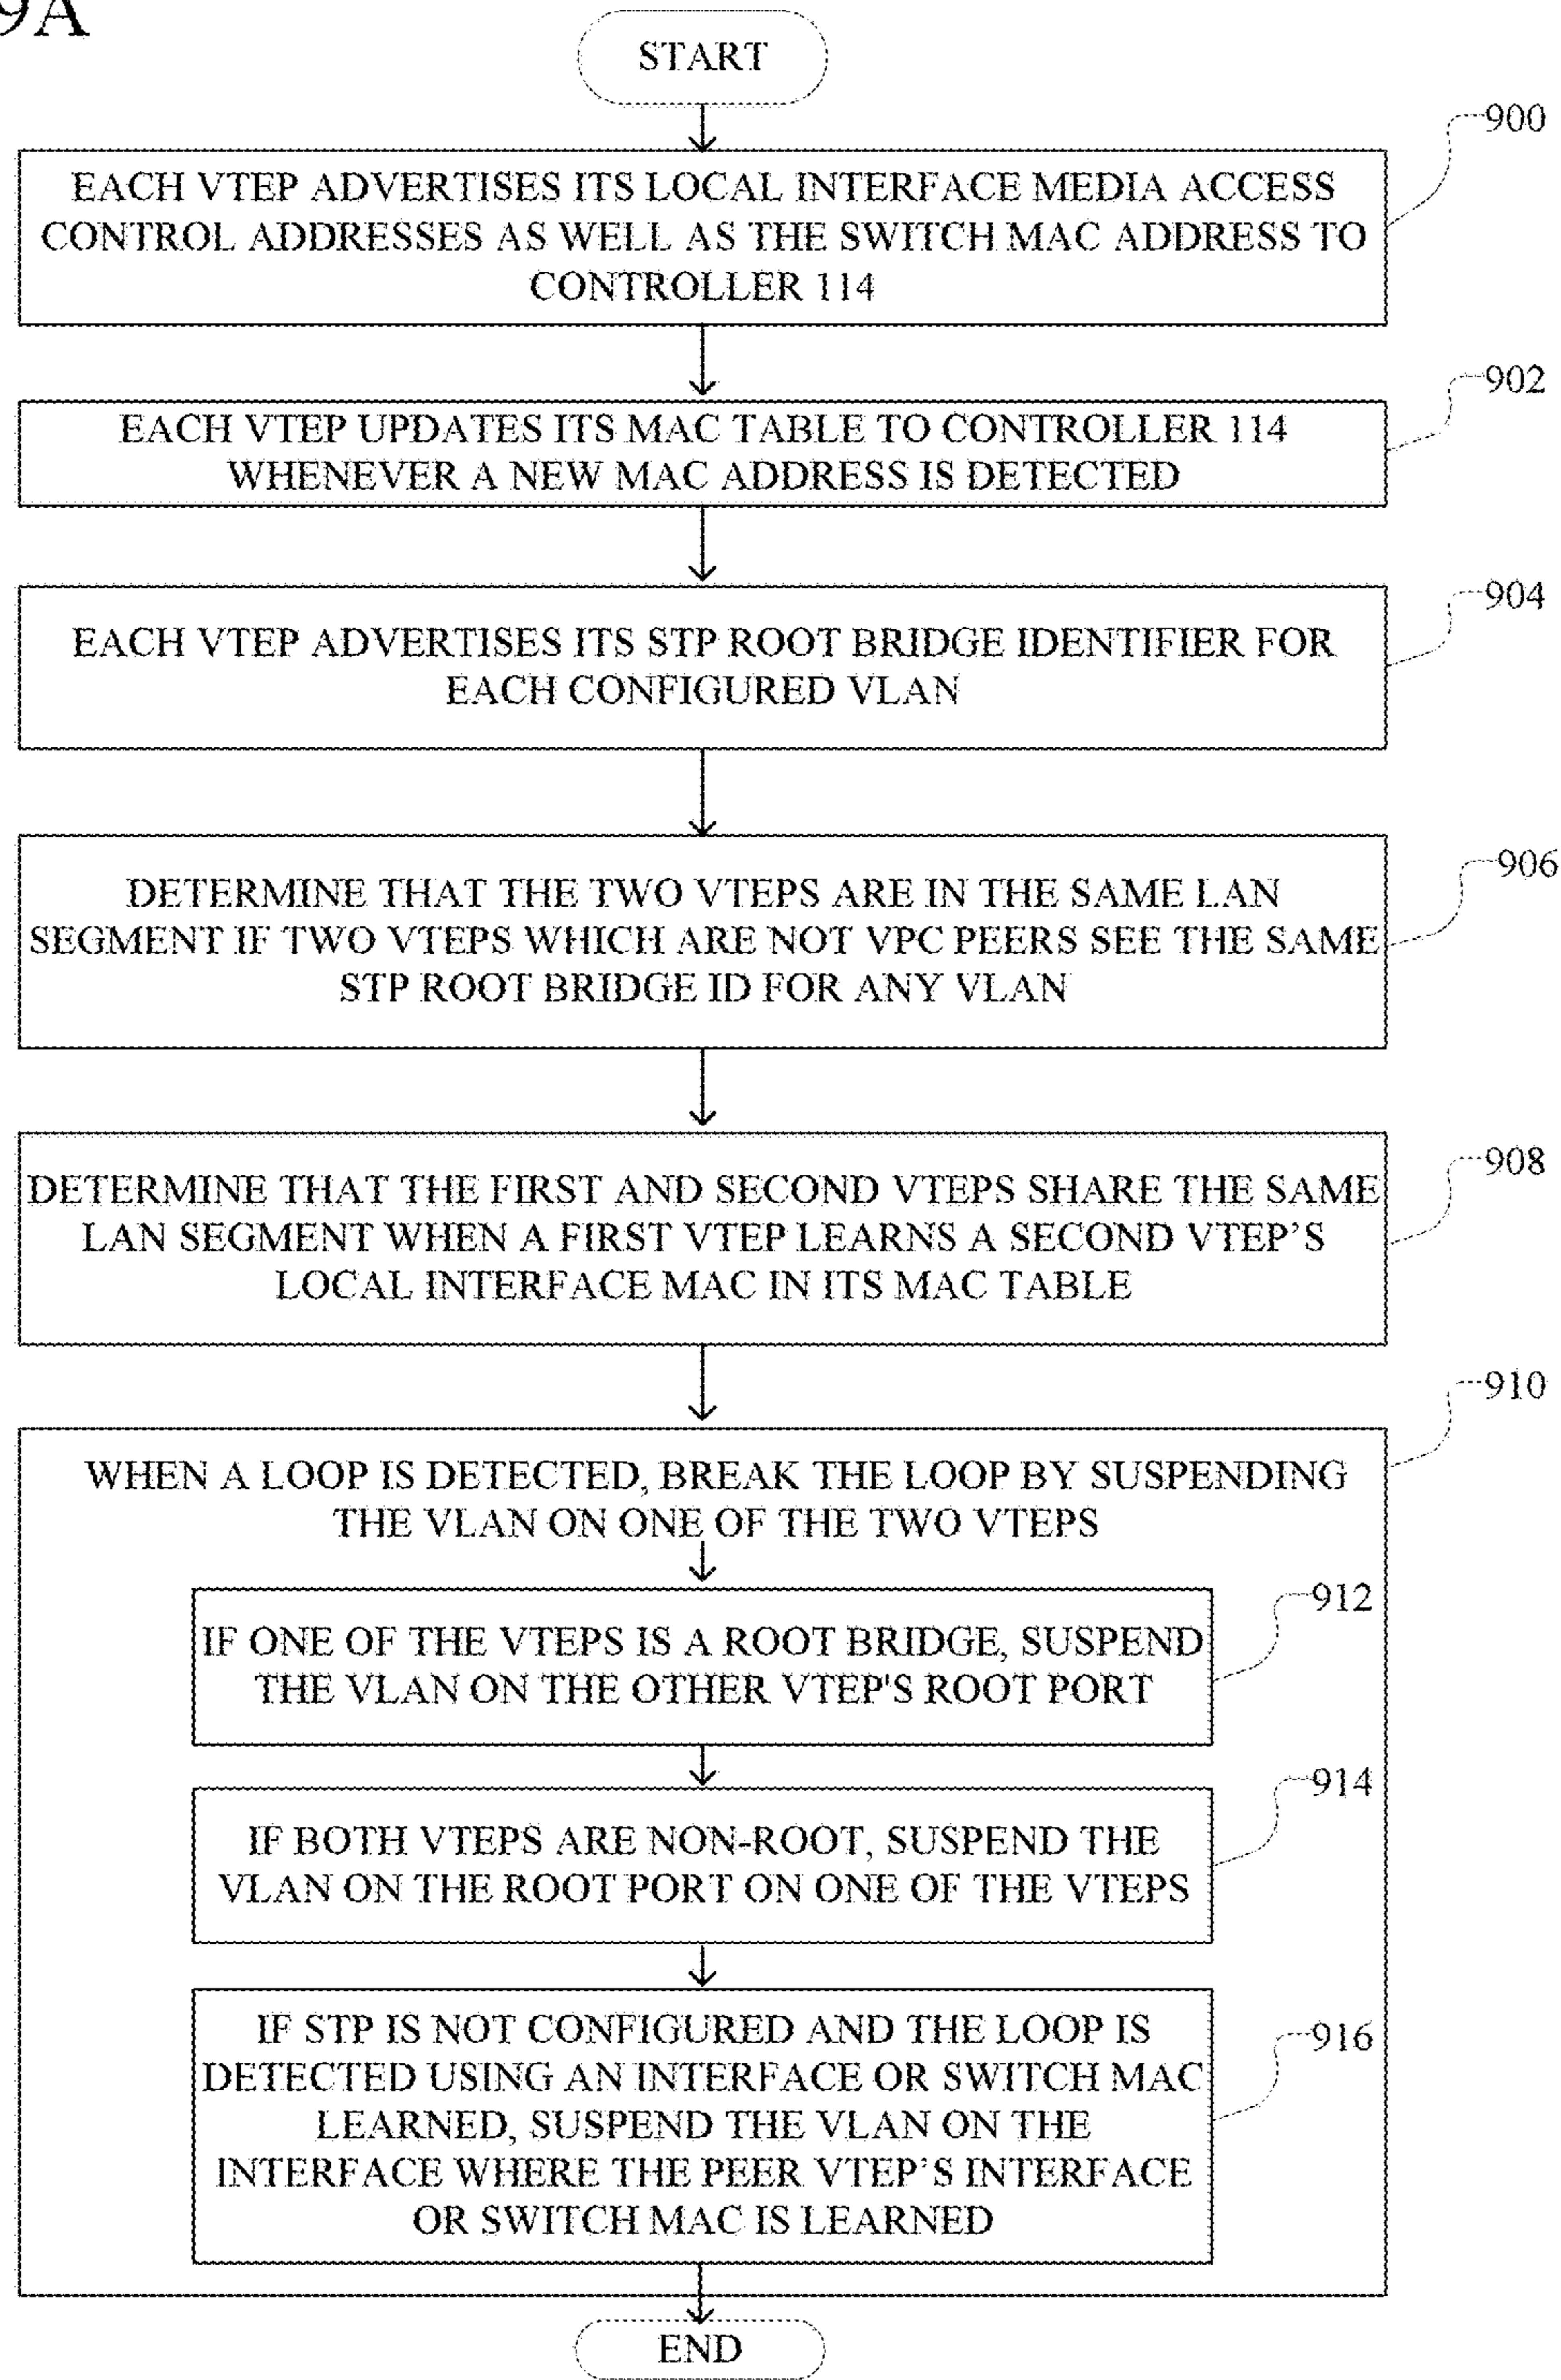 9A
START
900
EACH VTEP ADVERTISES ITS LOCAL INTERFACE MEDIA ACCESS
CONTROL ADDRESSES AS WELL AS THE SWITCH MAC ADDRESS TO
CONTROLLER 114
902
EACH VTEP UPDATES ITS MAC TABLE TO CONTROLLER 114
WHENEVER A NEW MAC ADDRESS IS DETECTED
904
EACH VTEP ADVERTISES ITS STP ROOT BRIDGE IDENTIFIER FOR
EACH CONFIGURED VLAN
906
DETERMINE THAT THE TWO VTEPS ARE IN THE SAME LAN
SEGMENT IF TWO VTEPS WHICH ARE NOT VPC PEERS SEE THE SAME
STP ROOT BRIDGE ID FOR ANY VLAN
908
DETERMINE THAT THE FIRST AND SECOND VTEPS SHARE THE SAME
LAN SEGMENT WHEN A FIRST VTEP LEARNS A SECOND VTEP'S
LOCAL INTERFACE MAC IN ITS MAC TABLE
910
WHEN A LOOP IS DETECTED, BREAK THE LOOP BY SUSPENDING
THE VLAN ON ONE OF THE TWO VTEPS
912
IF ONE OF THE VTEPS IS A ROOT BRIDGE, SUSPEND
THE VLAN ON THE OTHER VTEP'S ROOT PORT
914
IF BOTH VTEPS ARE NON-ROOT, SUSPEND THE
VLAN ON THE ROOT PORT ON ONE OF THE VTEPS
916
IF STP IS NOT CONFIGURED AND THE LOOP IS
DETECTED USING AN INTERFACE OR SWITCH MAC
LEARNED, SUSPEND THE VLAN ON THE
INTERFACE WHERE THE PEER VTEP'S INTERFACE
OR SWITCH MAC IS LEARNED
END